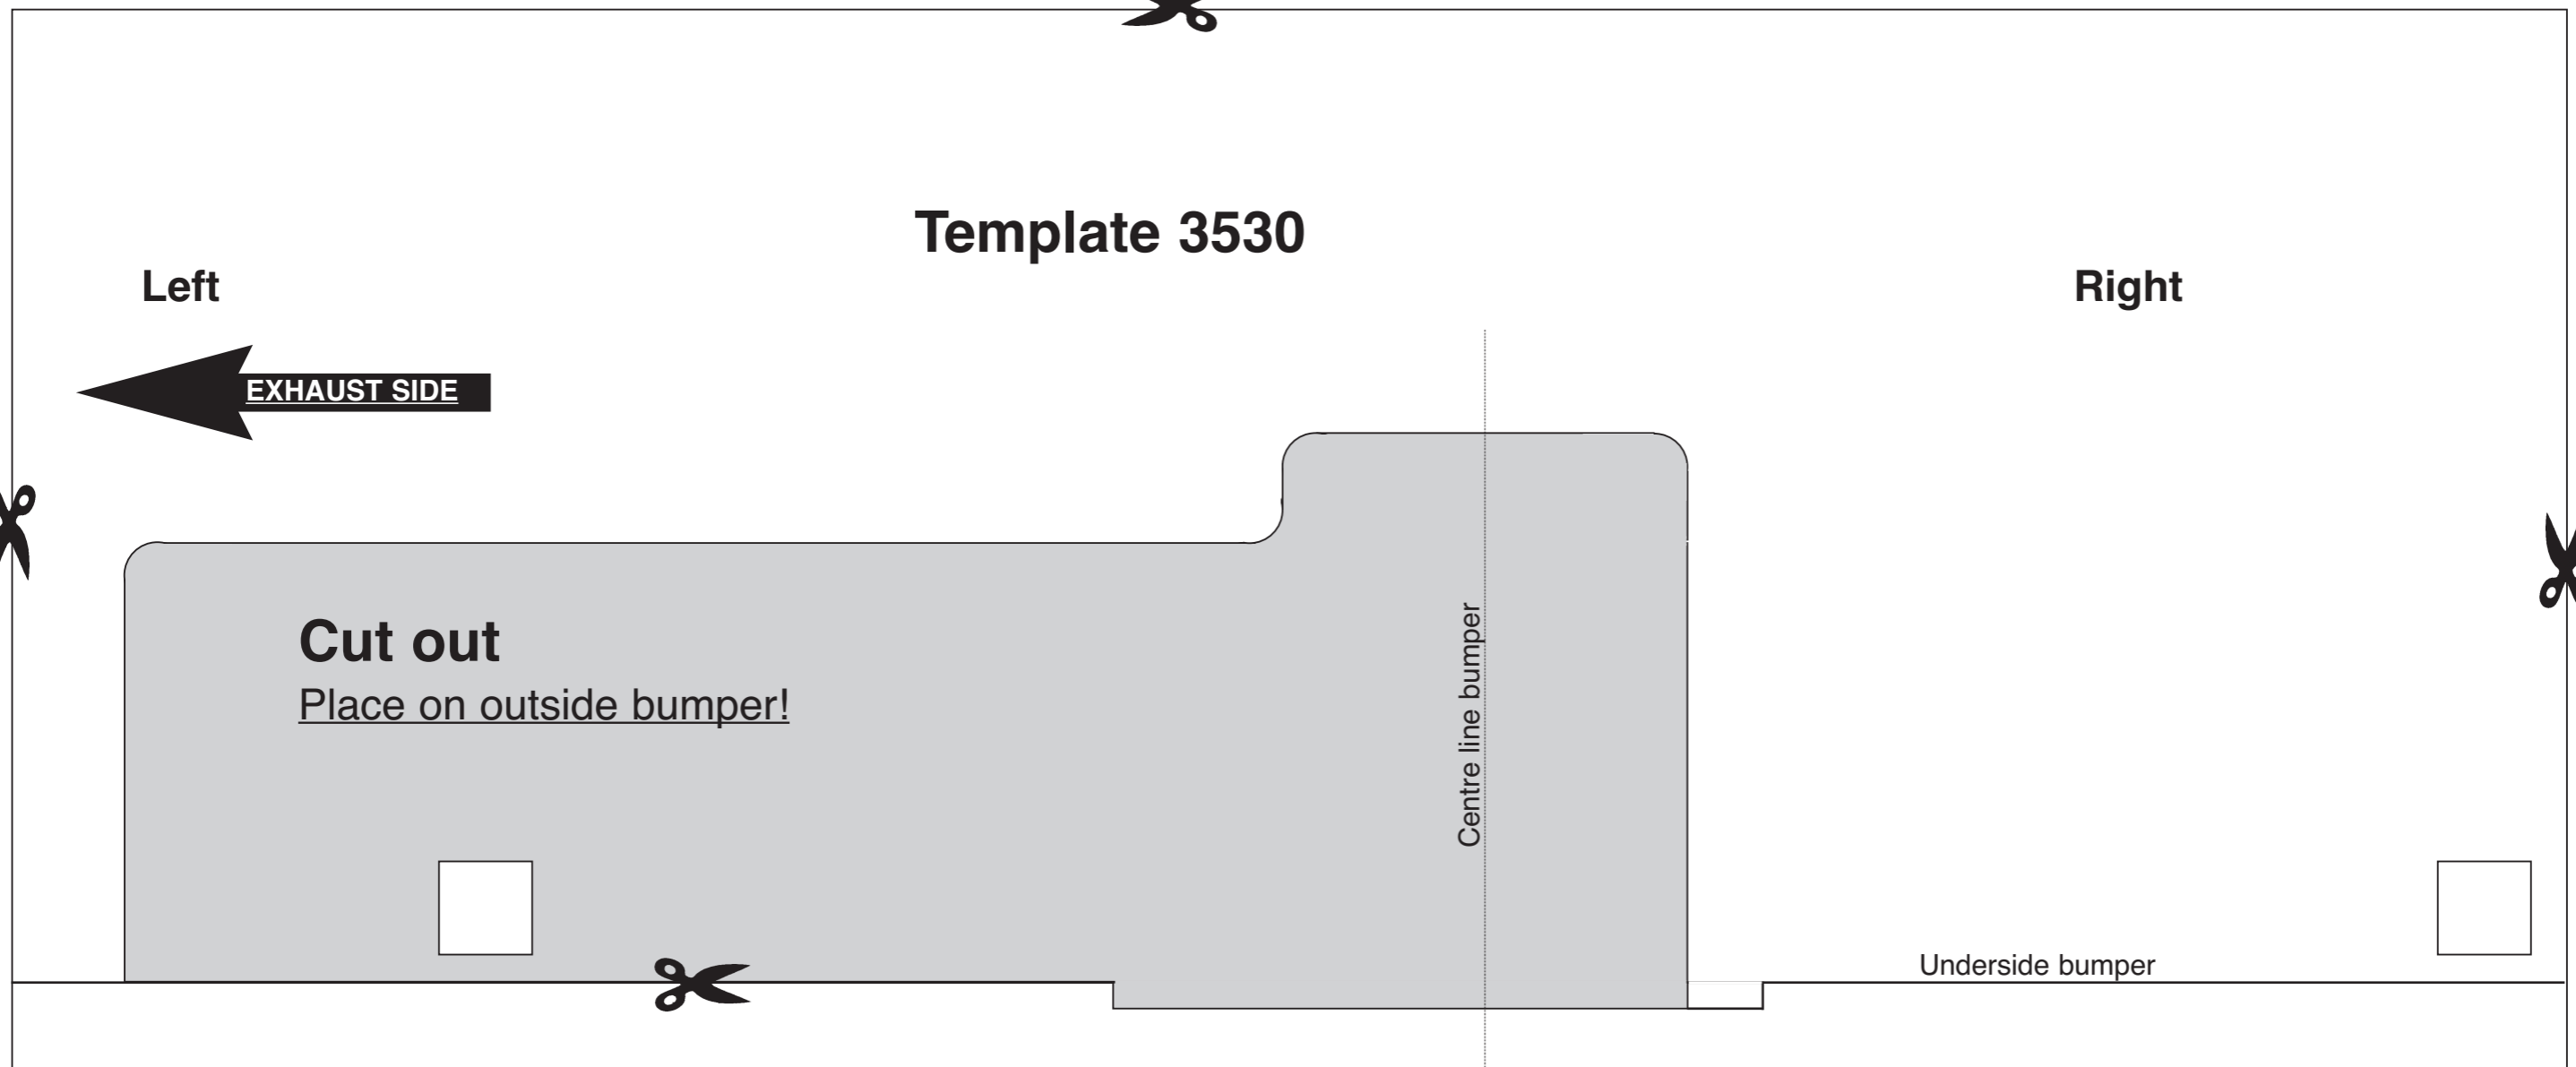 Template 3530
Left
Right
EXHAUST SIDE
Cut out
Place on outside bumper!
Centre line bumper
Underside bumper